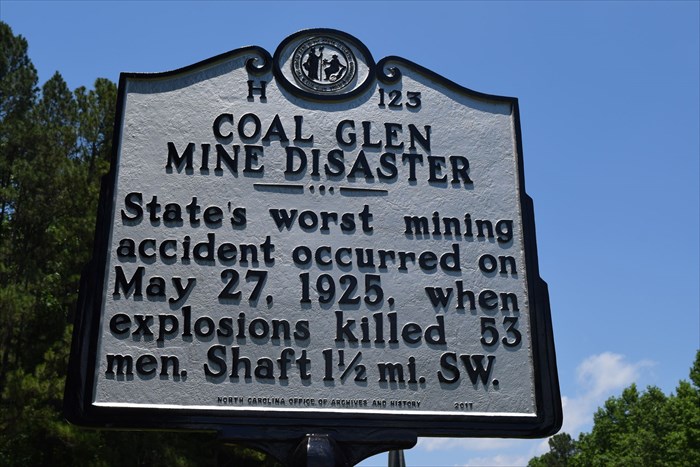 H 123
COAL GLEN
MINE DISASTER
State's worst mining
accident occurred on
May 27, 1925, when
explosions killed 53
men. Shaft 1½ mi. SW.
NORTH CAROLINA OFFICE OF ARCHIVES AND HISTORY 2011